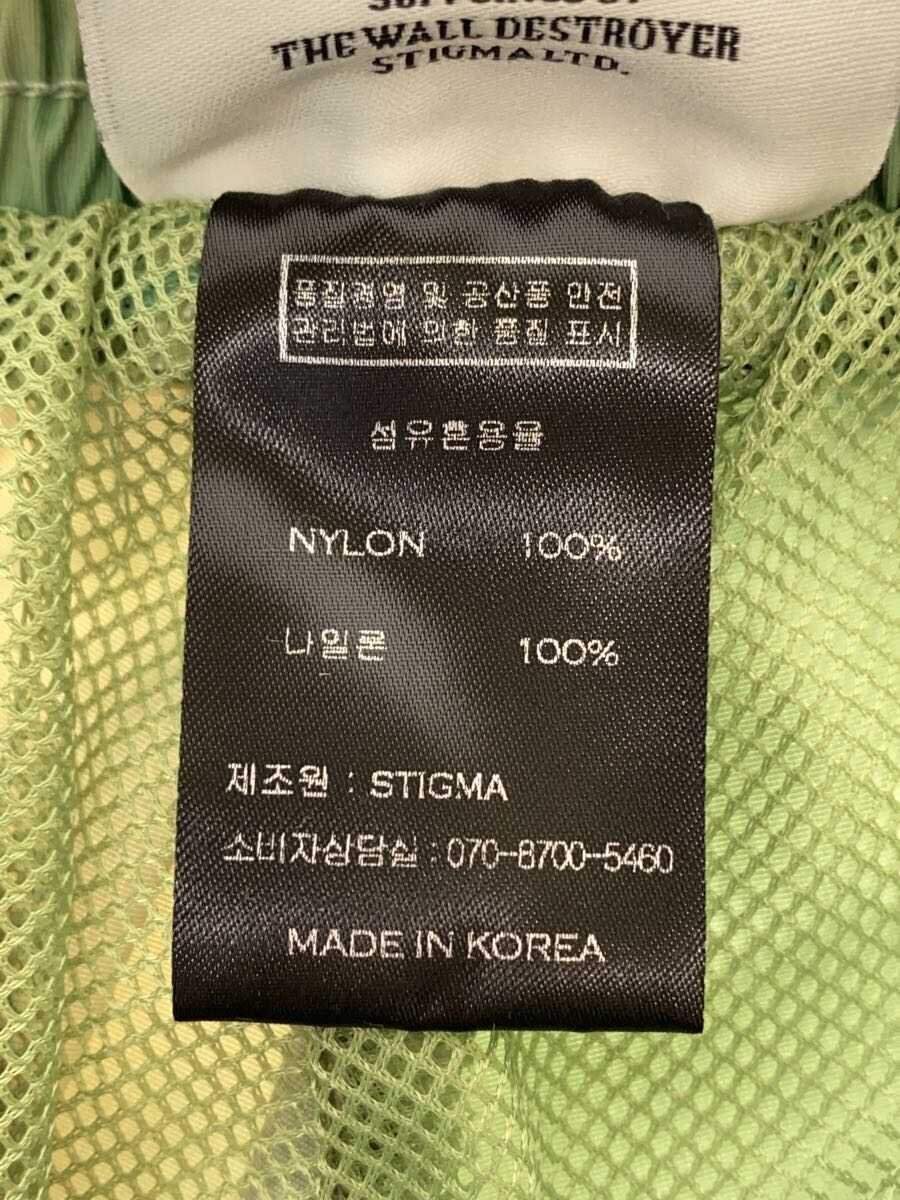 THE WALL DESTROYER
STIGMA LTD.
품질경영 및 공산품 안전
관리법에 의한 품질 표시
섬유혼용율
NYLON 100%
나일론 100%
제조원 : STIGMA
소비자상담실 : 070-8700-5460
MADE IN KOREA